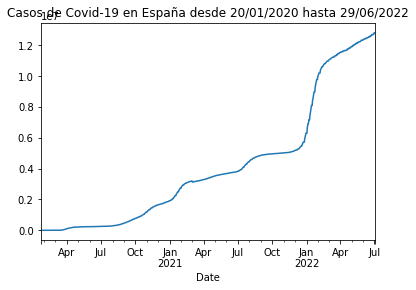 Casos de Covid-19 en España desde 20/01/2020 hasta 29/06/2022
1e7
1.2
1.0
0.8
0.6
0.4
0.2
0.0
Apr Jul Oct Jan Apr Jul Oct Jan Apr Jul
2021 2022
Date